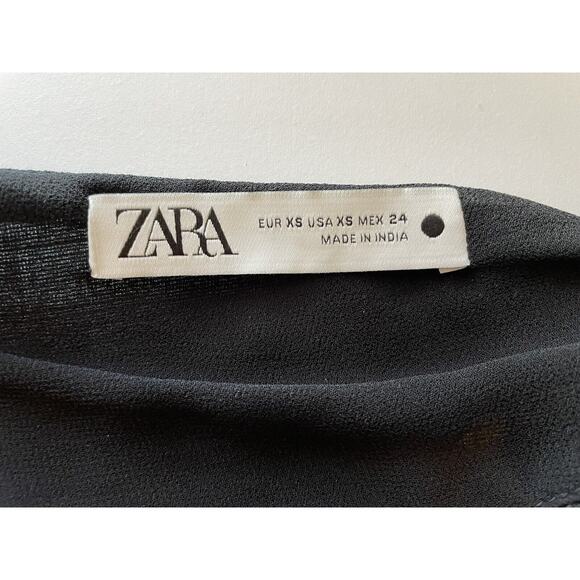 ZARA
EUR XS USA XS MEX 24
MADE IN INDIA